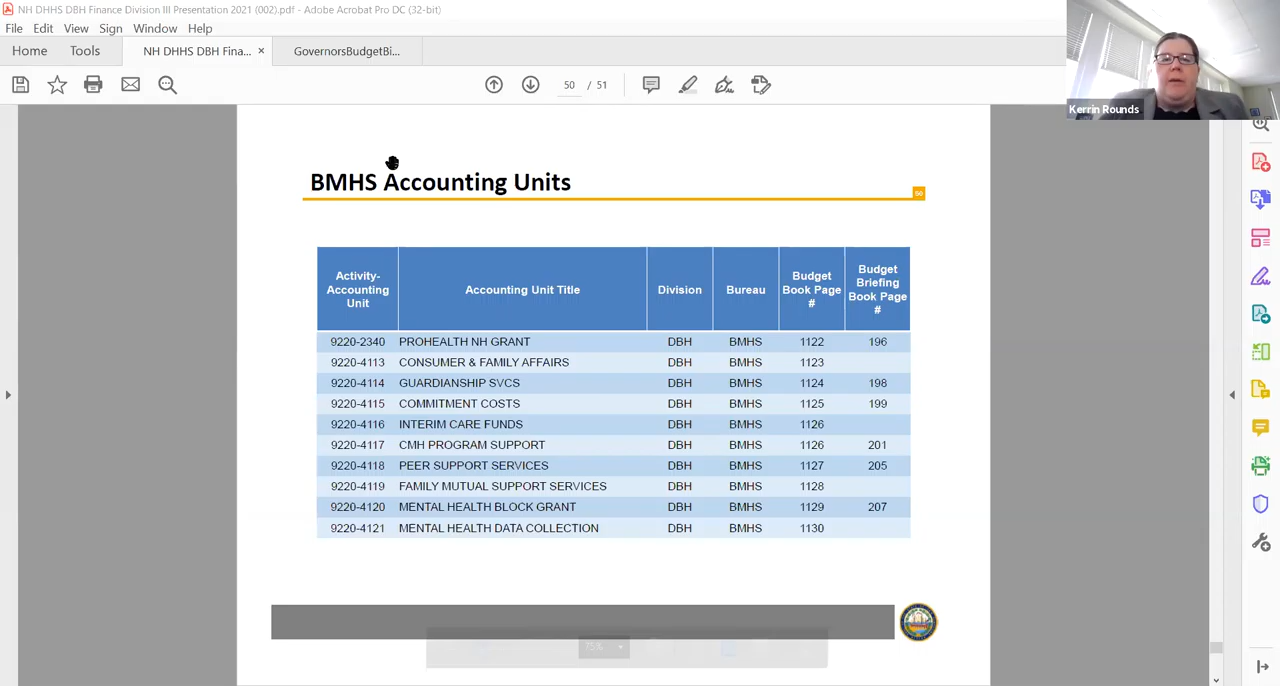 NH DHHS DBH Finance Division III Presentation 2021 (002).pdf - Adobe Acrobat Pro DC (32-bit)
File Edit View Sign Window Help
Home Tools NH DHHS DBH Fina... × GovernorsBudgetBi...
50 / 51
Kerrin Rounds
BMHS Accounting Units
50
Activity-Accounting Unit Accounting Unit Title Division Bureau Budget Book Page # Budget Briefing Book Page #
9220-2340 PROHEALTH NH GRANT DBH BMHS 1122 196
9220-4113 CONSUMER & FAMILY AFFAIRS DBH BMHS 1123
9220-4114 GUARDIANSHIP SVCS DBH BMHS 1124 198
9220-4115 COMMITMENT COSTS DBH BMHS 1125 199
9220-4116 INTERIM CARE FUNDS DBH BMHS 1126
9220-4117 CMH PROGRAM SUPPORT DBH BMHS 1126 201
9220-4118 PEER SUPPORT SERVICES DBH BMHS 1127 205
9220-4119 FAMILY MUTUAL SUPPORT SERVICES DBH BMHS 1128
9220-4120 MENTAL HEALTH BLOCK GRANT DBH BMHS 1129 207
9220-4121 MENTAL HEALTH DATA COLLECTION DBH BMHS 1130
75%